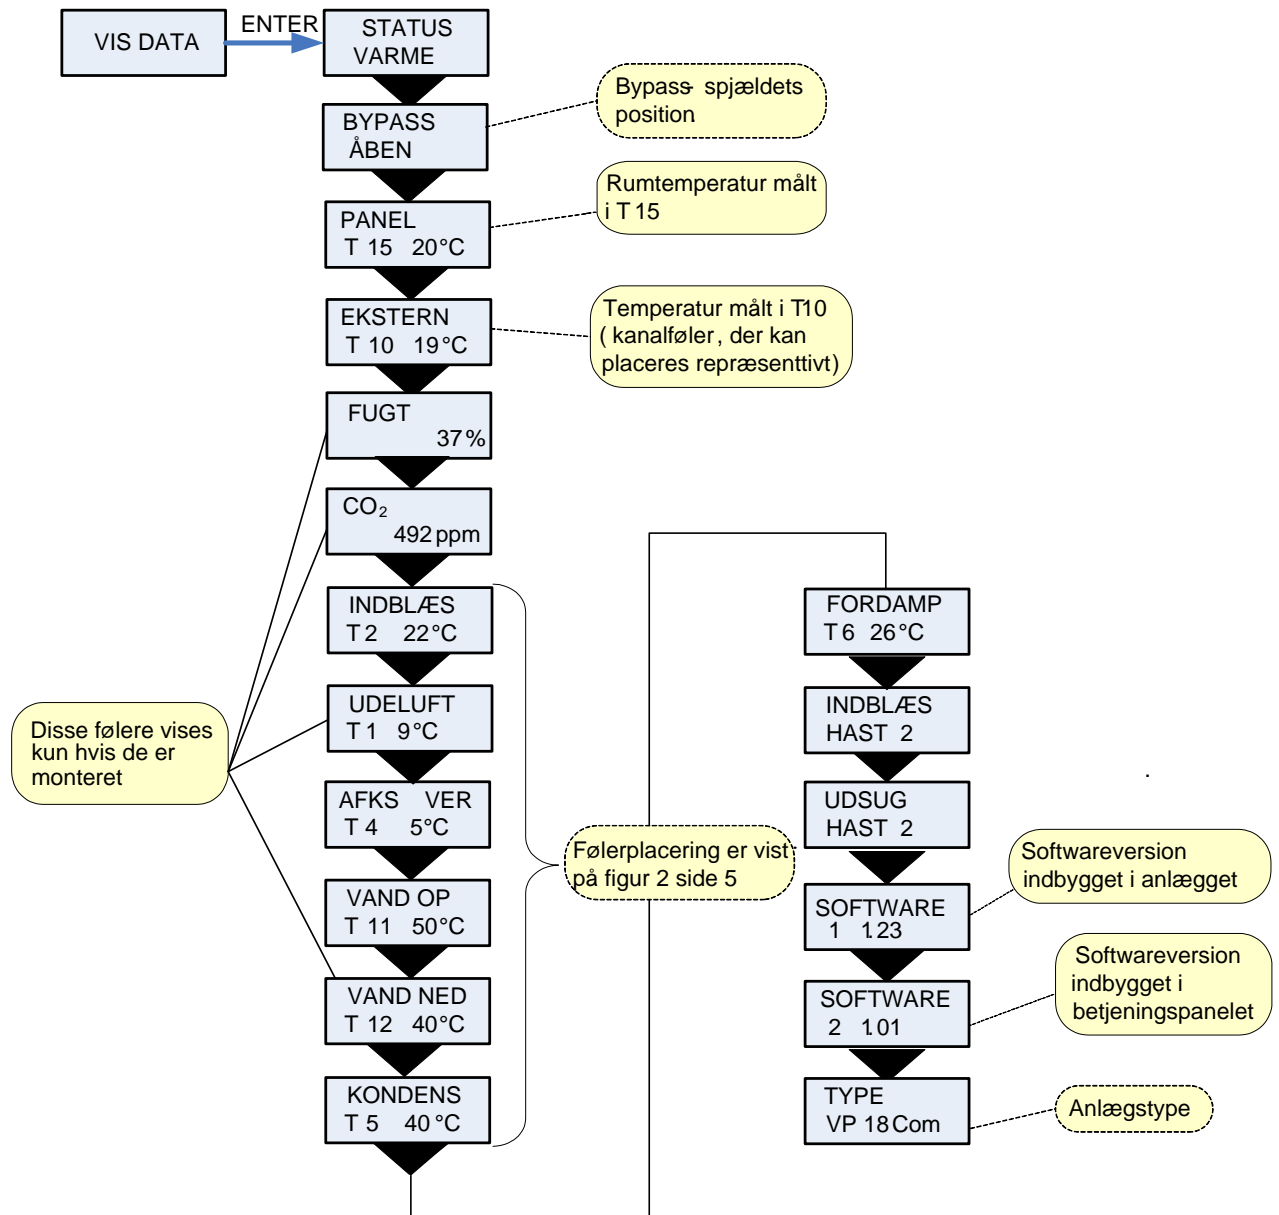 VIS DATA
ENTER
STATUS
VARME
BYPASS
ÅBEN
Bypass- spjældets
position
PANEL
T 15 20°C
Rumtemperatur målt
i T 15
EKSTERN
T 10 19°C
Temperatur målt i T10
( kanalføler, der kan
placeres repræsenttivt)
FUGT
37%
CO₂
492 ppm
INDBLÆS
T 2 22°C
UDELUFT
T 1 9°C
AFKS VER
T 4 5°C
VAND OP
T 11 50°C
VAND NED
T 12 40°C
KONDENS
T 5 40°C
Disse følere vises
kun hvis de er
monteret
Følerplacering er vist
på figur 2 side 5
FORDAMP
T 6 26°C
INDBLÆS
HAST 2
UDSUG
HAST 2
SOFTWARE
1 1.23
Softwareversion
indbygget i anlægget
SOFTWARE
2 1.01
Softwareversion
indbygget i
betjeningspanelet
TYPE
VP 18 Com
Anlægstype